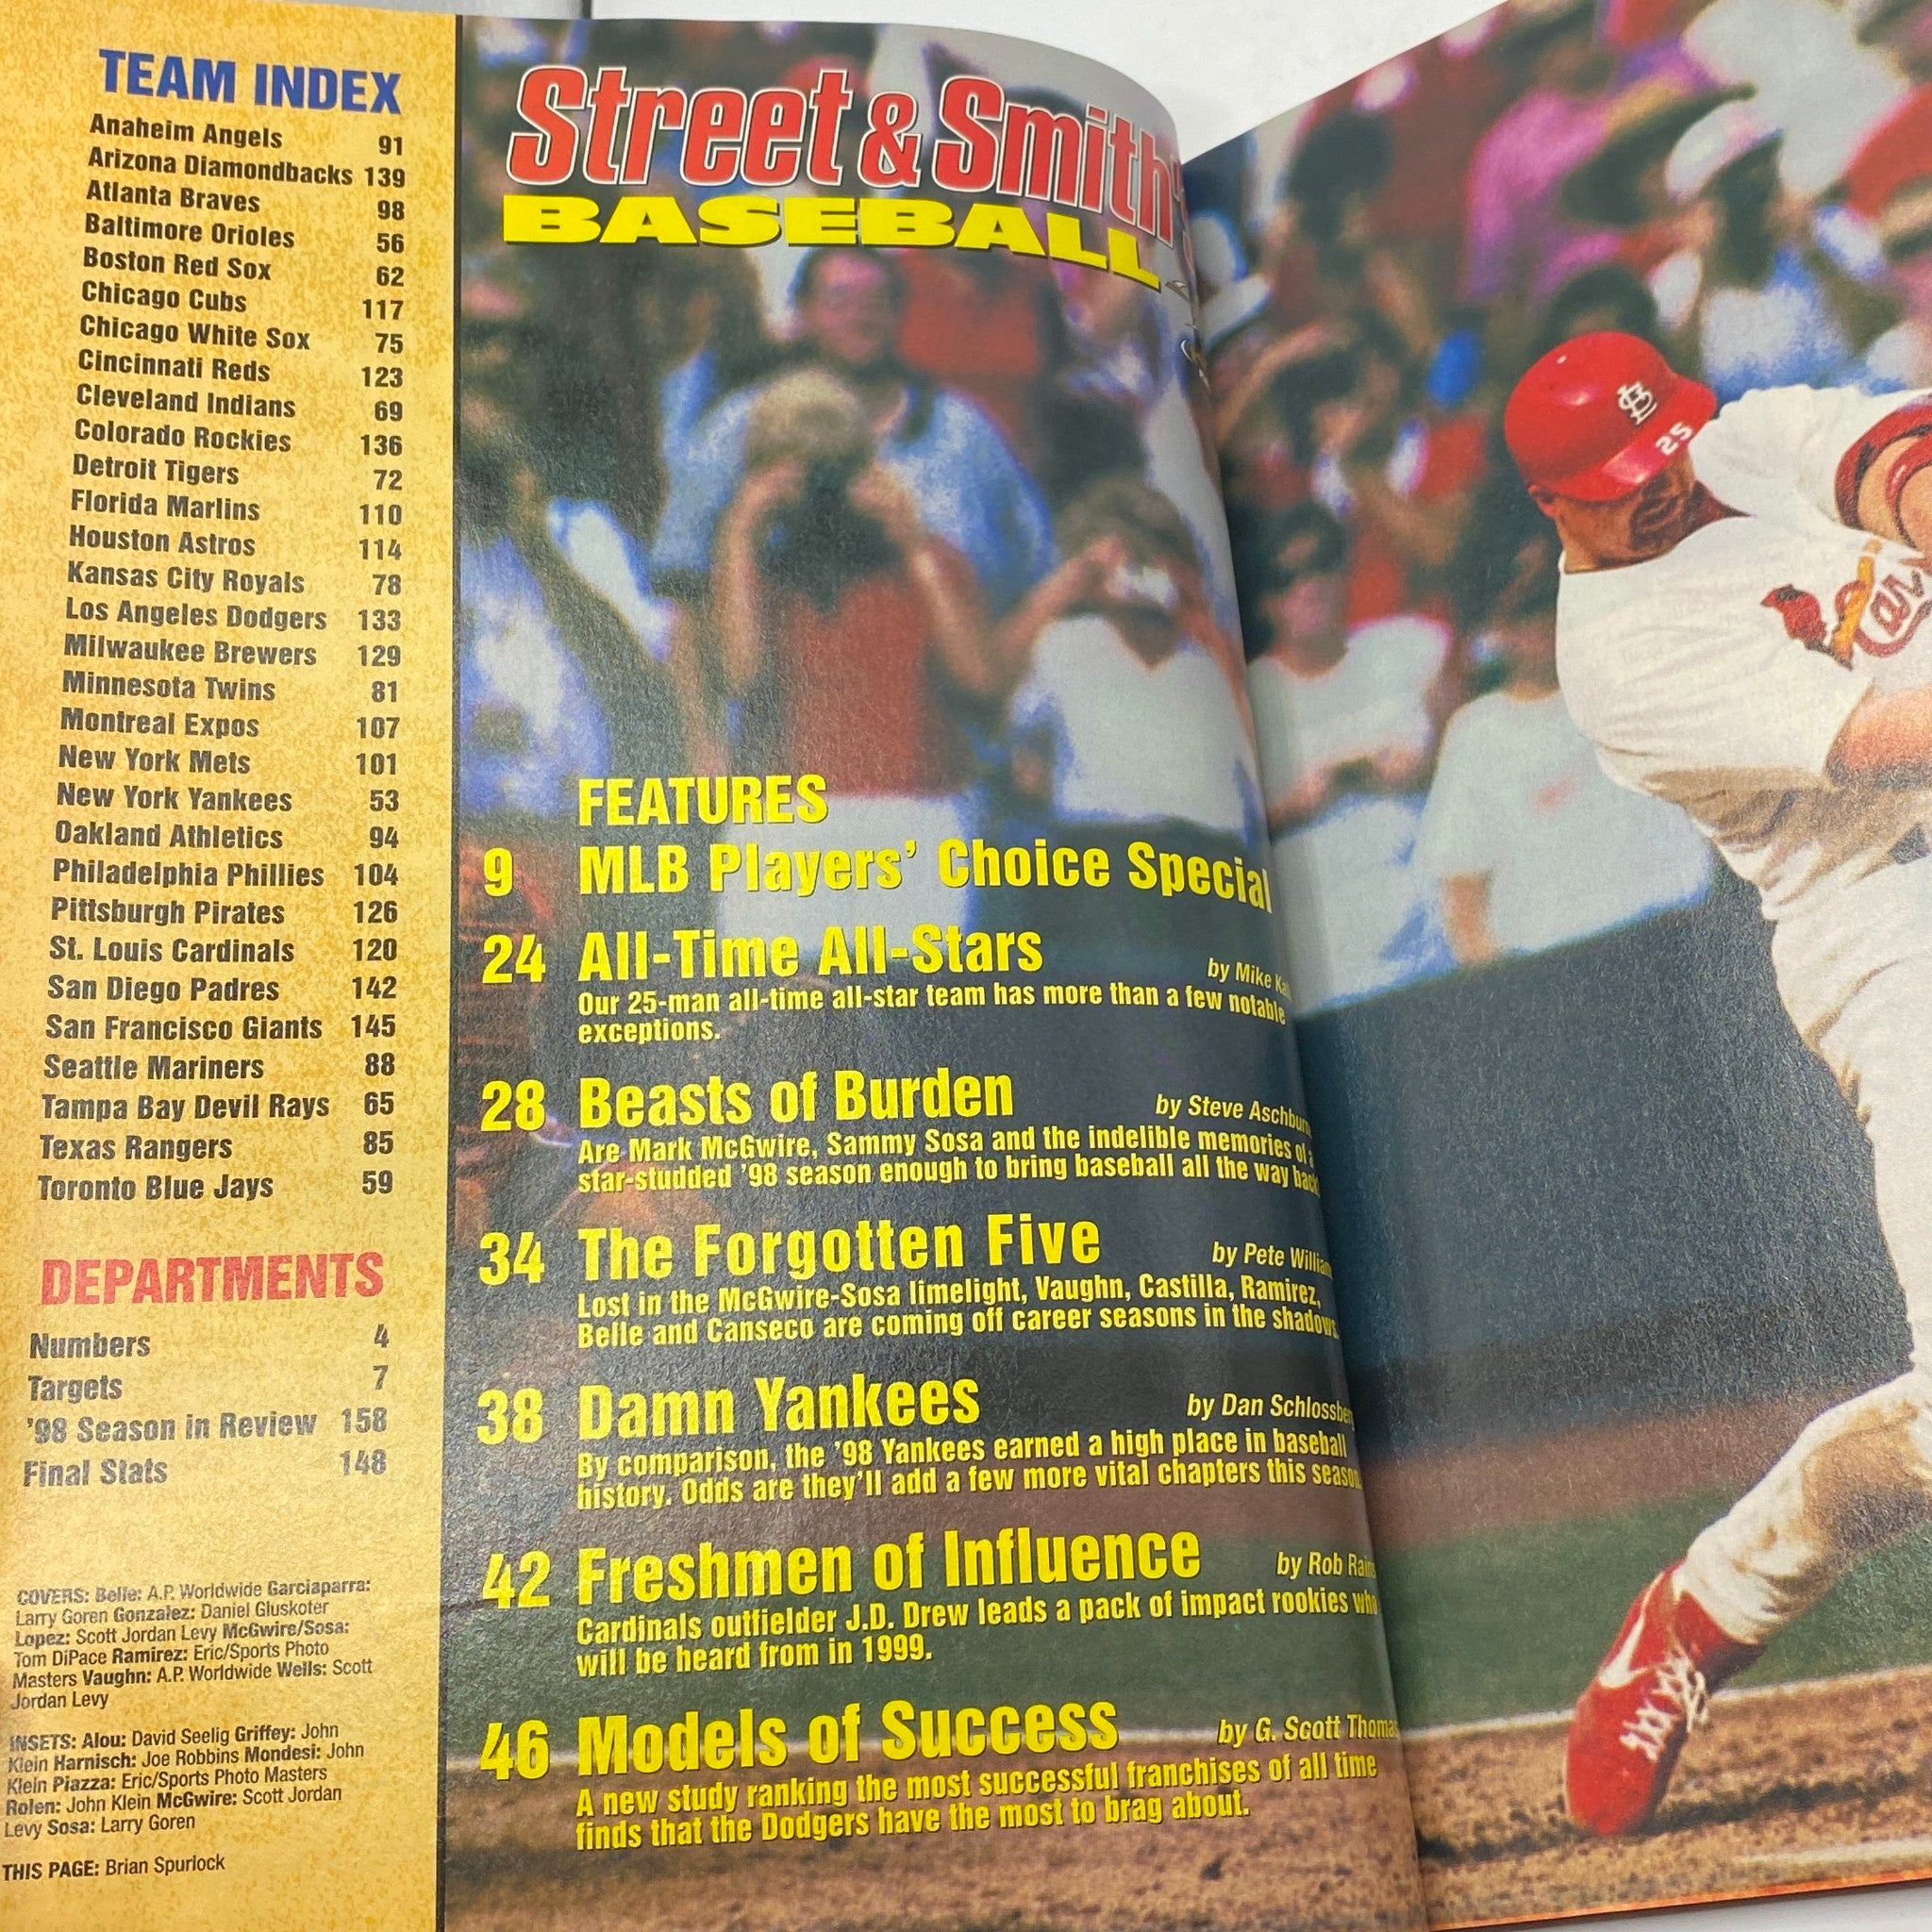 TEAM INDEX
Anaheim Angels 91
Arizona Diamondbacks 139
Atlanta Braves 98
Baltimore Orioles 56
Boston Red Sox 62
Chicago Cubs 117
Chicago White Sox 75
Cincinnati Reds 123
Cleveland Indians 69
Colorado Rockies 136
Detroit Tigers 72
Florida Marlins 110
Houston Astros 114
Kansas City Royals 78
Los Angeles Dodgers 133
Milwaukee Brewers 129
Minnesota Twins 81
Montreal Expos 107
New York Mets 101
New York Yankees 53
Oakland Athletics 94
Philadelphia Phillies 104
Pittsburgh Pirates 126
St. Louis Cardinals 120
San Diego Padres 142
San Francisco Giants 145
Seattle Mariners 88
Tampa Bay Devil Rays 65
Texas Rangers 85
Toronto Blue Jays 59
DEPARTMENTS
Numbers 4
Targets 7
'98 Season in Review 158
Final Stats 148
COVERS: Belle: A.P. Worldwide Garciaparra:
Larry Goren Gonzalez: Daniel Gluskoter
Lopez: Scott Jordan Levy McGwire/Sosa:
Tom DiPace Ramirez: Eric/Sports Photo
Masters Vaughn: A.P. Worldwide Wells: Scott
Jordan Levy
INSETS: Alou: David Seelig Griffey: John
Klein Harnisch: Joe Robbins Mondesi: John
Klein Piazza: Eric/Sports Photo Masters
Rolen: John Klein McGwire: Scott Jordan
Levy Sosa: Larry Goren
THIS PAGE: Brian Spurlock
Street & Smith's
BASEBALL
FEATURES
9 MLB Players' Choice Special
24 All-Time All-Stars by Mike
Our 25-man all-time all-star team has more than a few notable
exceptions.
28 Beasts of Burden by Steve
Are Mark McGwire, Sammy Sosa and the indelible memories of a
star-studded '98 season enough to bring baseball all the way back
34 The Forgotten Five by Pete
Lost in the McGwire-Sosa limelight, Vaughn, Castilla, Ramirez,
Belle and Canseco are coming off career seasons in the shadows.
38 Damn Yankees by Dan
By comparison, the '98 Yankees earned a high place in baseball
history. Odds are they'll add a few more vital chapters this season
42 Freshmen of Influence by Rob
Cardinals outfielder J.D. Drew leads a pack of impact rookies who
will be heard from in 1999.
46 Models of Success by G. Scott Thomas
A new study ranking the most successful franchises of all time
finds that the Dodgers have the most to brag about.
STL
25